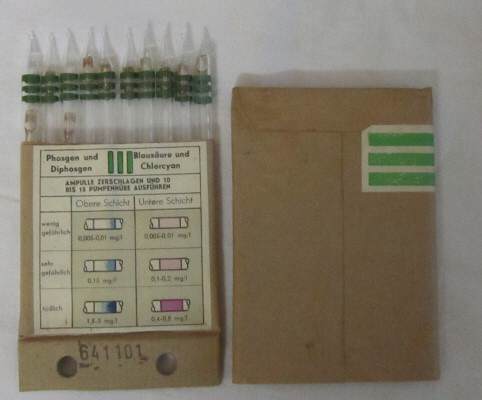 Phosgen und Blausäure und
Diphosgen Chlorcyan
AMPULLE ZERSCHLAGEN UND 10
BIS 15 PUMPENHÜBE AUSFÜHREN
Obere Schicht Untere Schicht
wenig
gefährlich
0,005-0,01 mg/l 0,005-0,01 mg/l
sehr
gefährlich
0,15 mg/l 0,1-0,2 mg/l
tödlich
mg/l 0,4-0,8 mg/l
641101